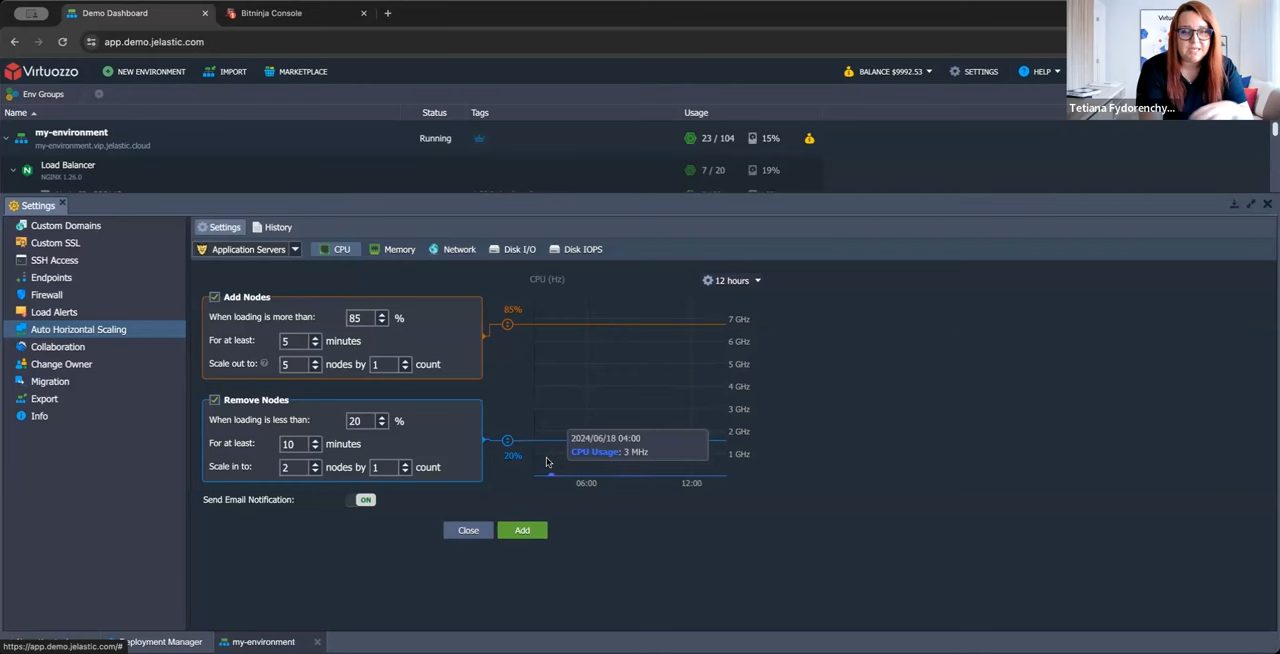 Demo Dashboard
Bitninja Console
app.demo.jelastic.com
Virtuozzo
NEW ENVIRONMENT
IMPORT
MARKETPLACE
BALANCE $9992.53
SETTINGS
HELP
Env Groups
Name
Status
Tags
Usage
my-environment
my-environment.vip.jelastic.cloud
Running
23 / 104
15%
Load Balancer
NGINX 1.26.0
7 / 20
19%
Tetiana Fydorenchy...
Settings
Custom Domains
Custom SSL
SSH Access
Endpoints
Firewall
Load Alerts
Auto Horizontal Scaling
Collaboration
Change Owner
Migration
Export
Info
Settings
History
Application Servers
CPU
Memory
Network
Disk I/O
Disk IOPS
Add Nodes
When loading is more than: 85 %
For at least: 5 minutes
Scale out to: 5 nodes by 1 count
Remove Nodes
When loading is less than: 20 %
For at least: 10 minutes
Scale in to: 2 nodes by 1 count
Send Email Notification: ON
Close
Add
CPU (Hz)
12 hours
85%
20%
7 GHz
6 GHz
5 GHz
4 GHz
3 GHz
2 GHz
1 GHz
2024/06/18 04:00
CPU Usage: 3 MHz
06:00
12:00
Deployment Manager
my-environment
https://app.demo.jelastic.com/#